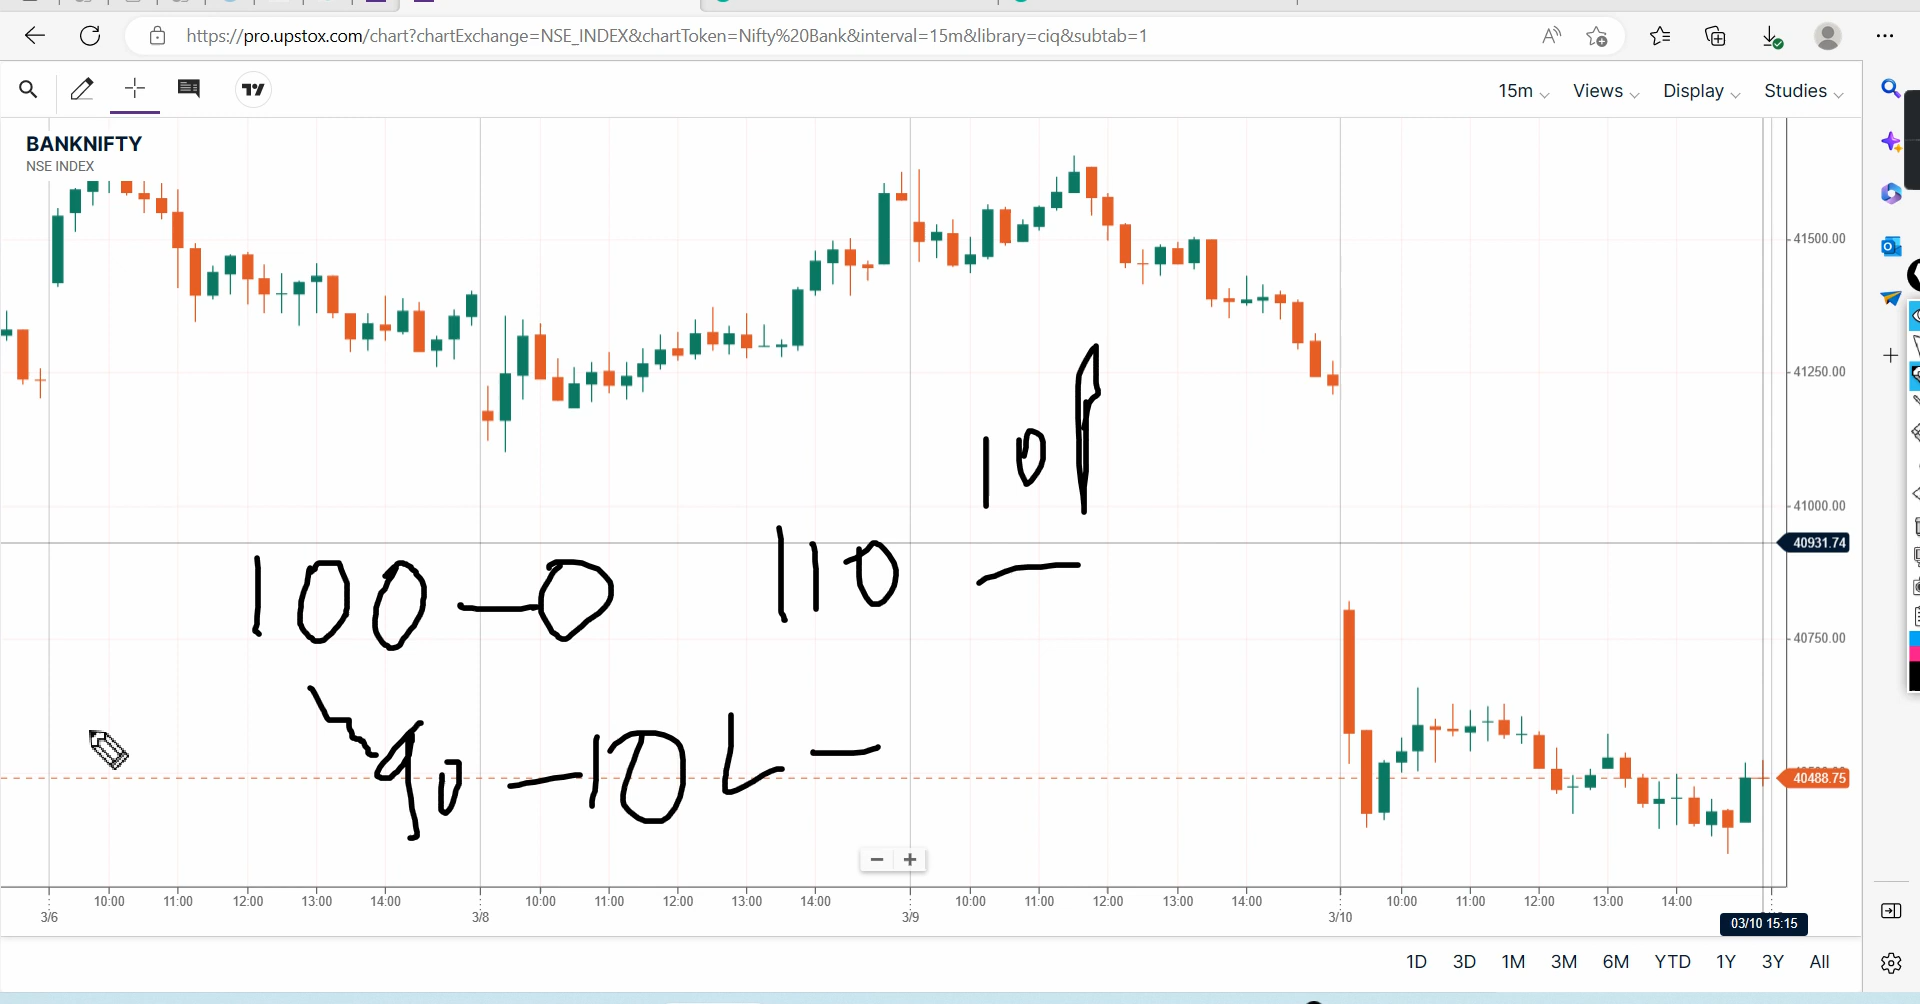 https://pro.upstox.com/chart?chartExchange=NSE_INDEX&chartToken=Nifty%20Bank&interval=15m&library=ciq&subtab=1
15m Views Display Studies
BANKNIFTY
NSE INDEX
41500.00
41250.00
10
41000.00
40931.74
100 - 0 110 -
40750.00
90 - 10 L -
40488.75
10:00 11:00 12:00 13:00 14:00 10:00 11:00 12:00 13:00 14:00 10:00 11:00 12:00 13:00 14:00 10:00 11:00 12:00 13:00 14:00
3/6 3/8 3/9 3/10
03/10 15:15
1D 3D 1M 3M 6M YTD 1Y 3Y All